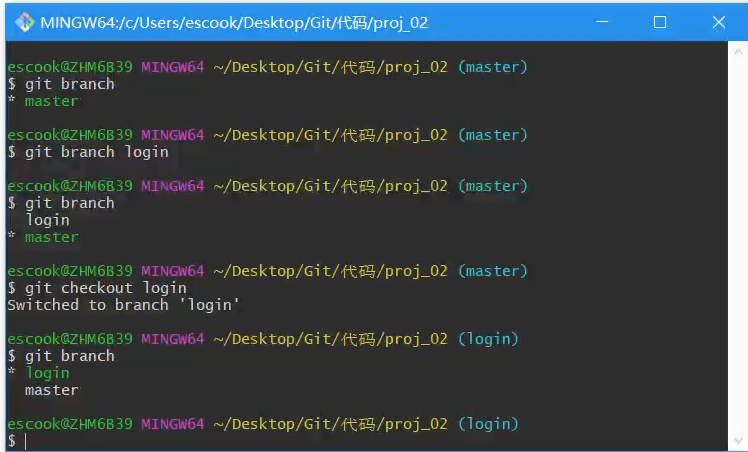 MINGW64:/c/Users/escook/Desktop/Git/代码/proj_02
escook@ZHM6B39 MINGW64 ~/Desktop/Git/代码/proj_02 (master)
$ git branch
* master
escook@ZHM6B39 MINGW64 ~/Desktop/Git/代码/proj_02 (master)
$ git branch login
escook@ZHM6B39 MINGW64 ~/Desktop/Git/代码/proj_02 (master)
$ git branch
  login
* master
escook@ZHM6B39 MINGW64 ~/Desktop/Git/代码/proj_02 (master)
$ git checkout login
Switched to branch 'login'
escook@ZHM6B39 MINGW64 ~/Desktop/Git/代码/proj_02 (login)
$ git branch
* login
  master
escook@ZHM6B39 MINGW64 ~/Desktop/Git/代码/proj_02 (login)
$